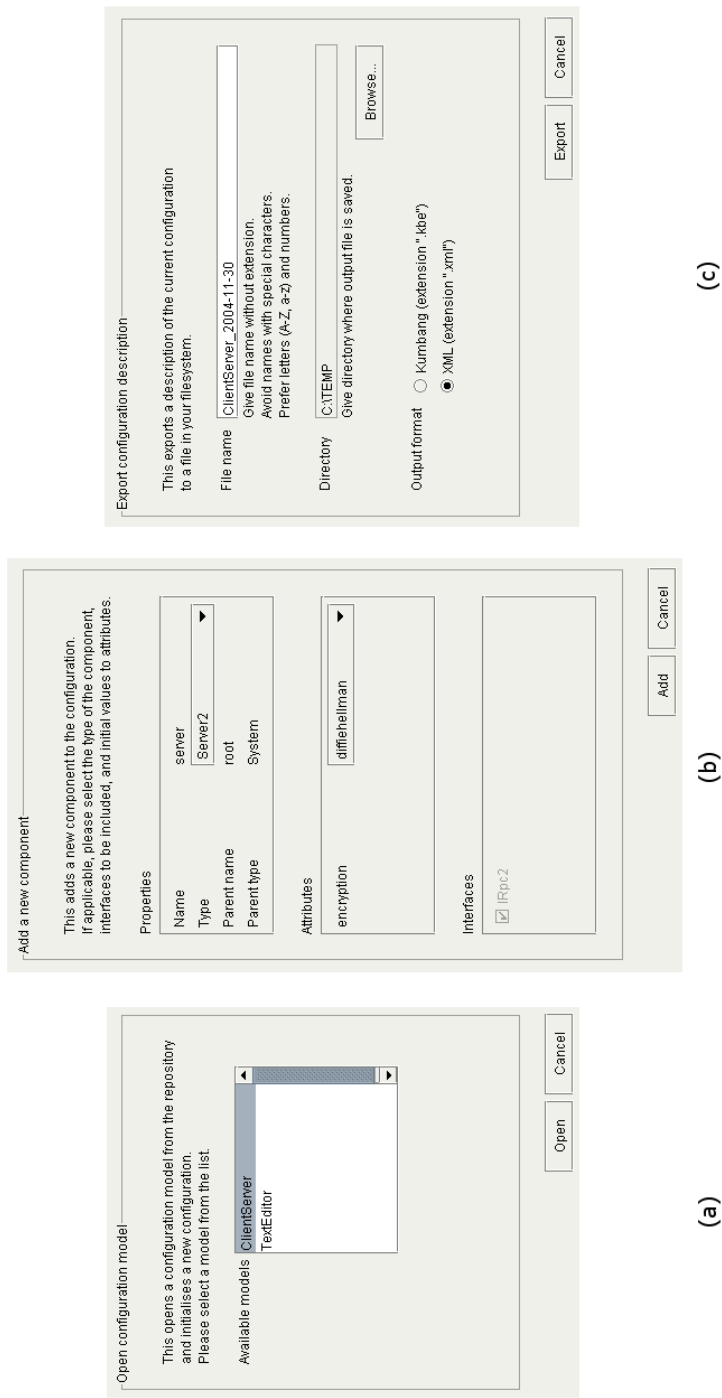 Open configuration model
This opens a configuration model from the repository
and initialises a new configuration.
Please select a model from the list.
Available models ClientServer
TextEditor
Open Cancel
(a)
Add a new component
This adds a new component to the configuration.
If applicable, please select the type of the component,
interfaces to be included, and initial values to attributes.
Properties
Name server
Type Server2
Parent name root
Parent type System
Attributes
encryption diffiehellman
Interfaces
IRpc2
Add Cancel
(b)
Export configuration description
This exports a description of the current configuration
to a file in your filesystem.
File name ClientServer_2004-11-30
Give file name without extension.
Avoid names with special characters.
Prefer letters (A-Z, a-z) and numbers.
Directory C:\TEMP
Give directory where output file is saved.
Browse...
Output format Kumbang (extension ".kbe")
XML (extension ".xml")
Export Cancel
(c)